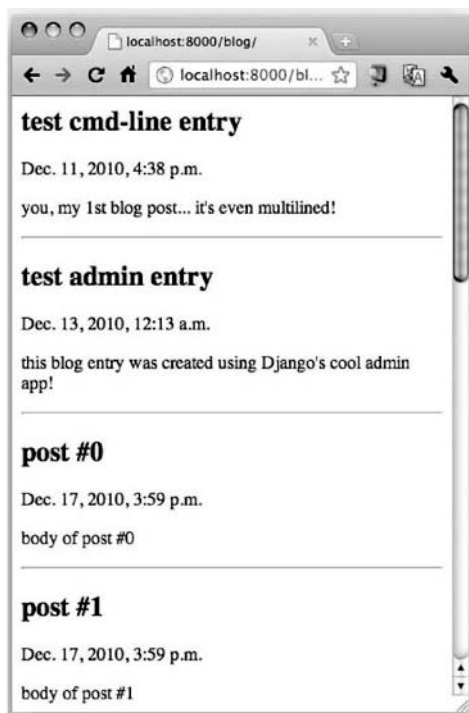 localhost:8000/blog/
localhost:8000/bl...
test cmd-line entry
Dec. 11, 2010, 4:38 p.m.
you, my 1st blog post... it's even multilined!
test admin entry
Dec. 13, 2010, 12:13 a.m.
this blog entry was created using Django's cool admin
app!
post #0
Dec. 17, 2010, 3:59 p.m.
body of post #0
post #1
Dec. 17, 2010, 3:59 p.m.
body of post #1